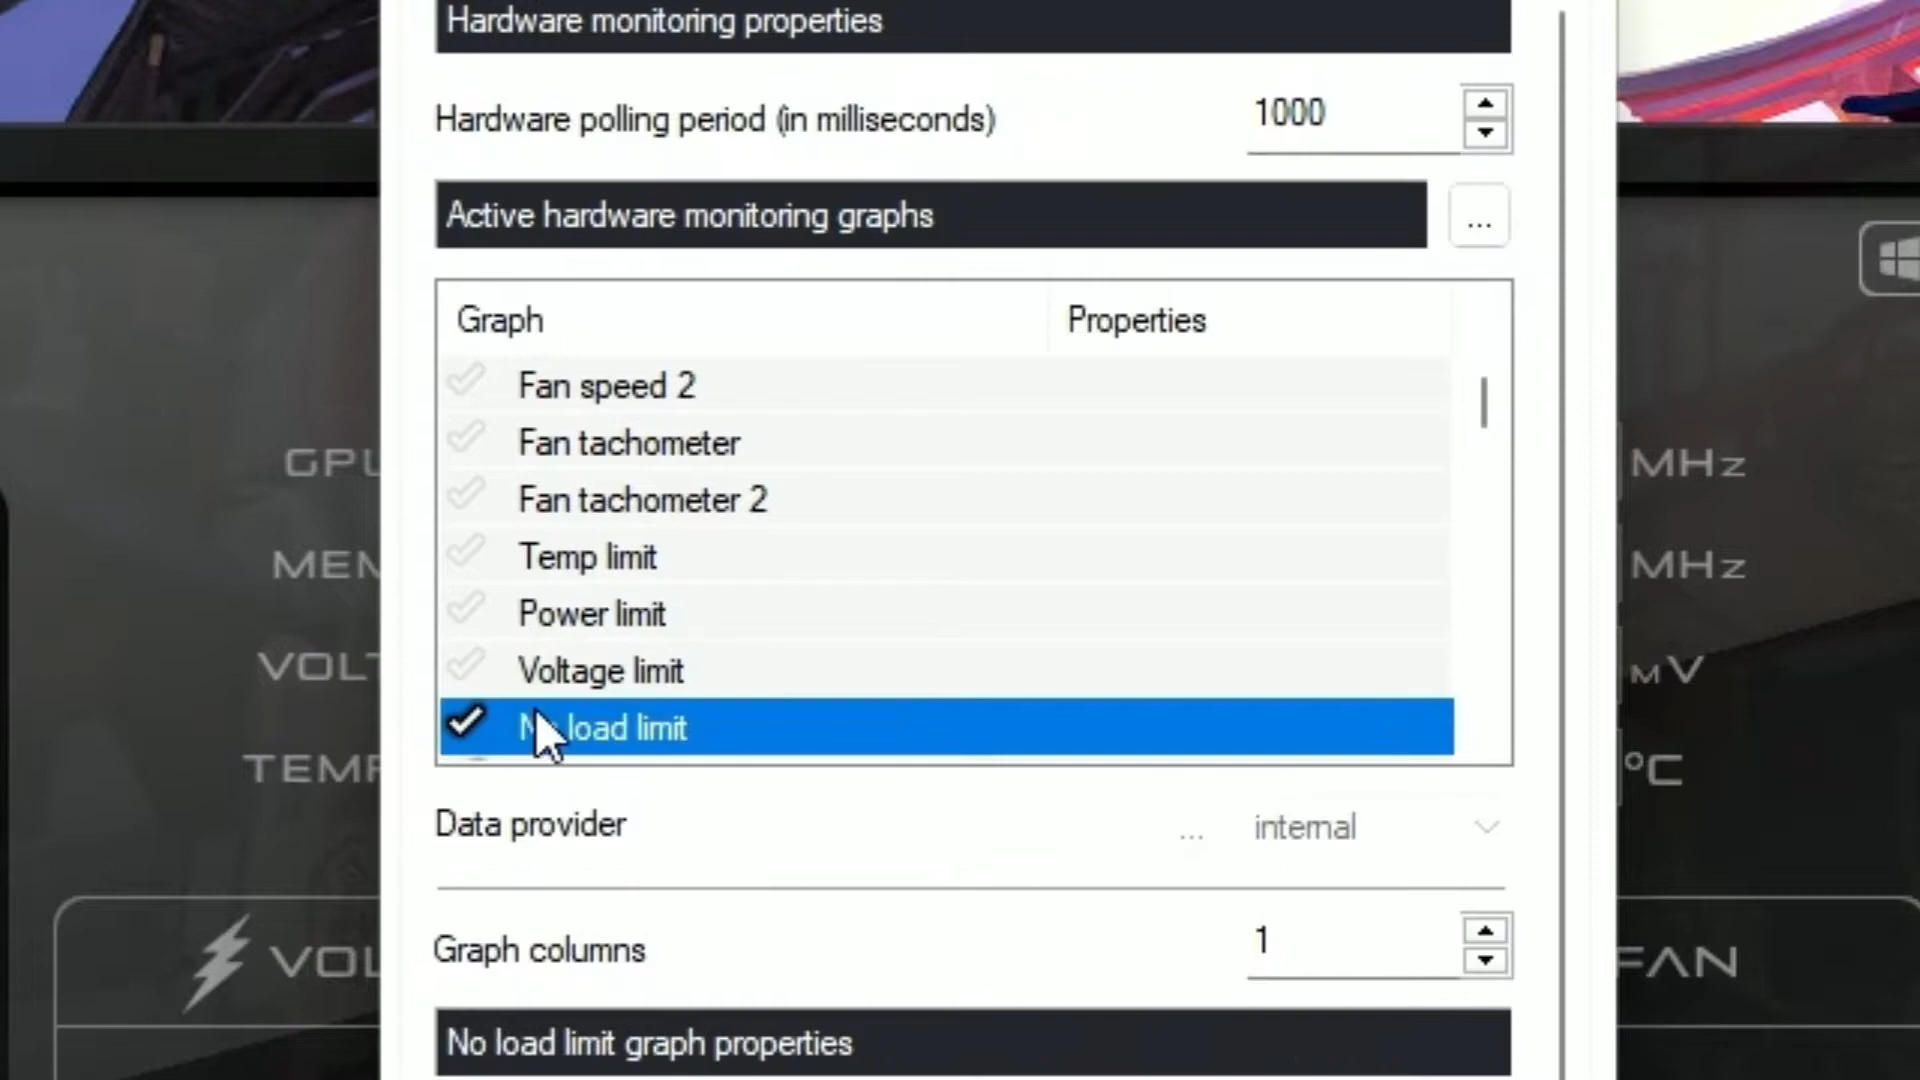 Hardware monitoring properties
Hardware polling period (in milliseconds)
1000
Active hardware monitoring graphs
...
Graph
Properties
Fan speed 2
Fan tachometer
Fan tachometer 2
Temp limit
Power limit
Voltage limit
load limit
Data provider
...
internal
Graph columns
1
No load limit graph properties
MHz
MHz
mV
°C
FAN